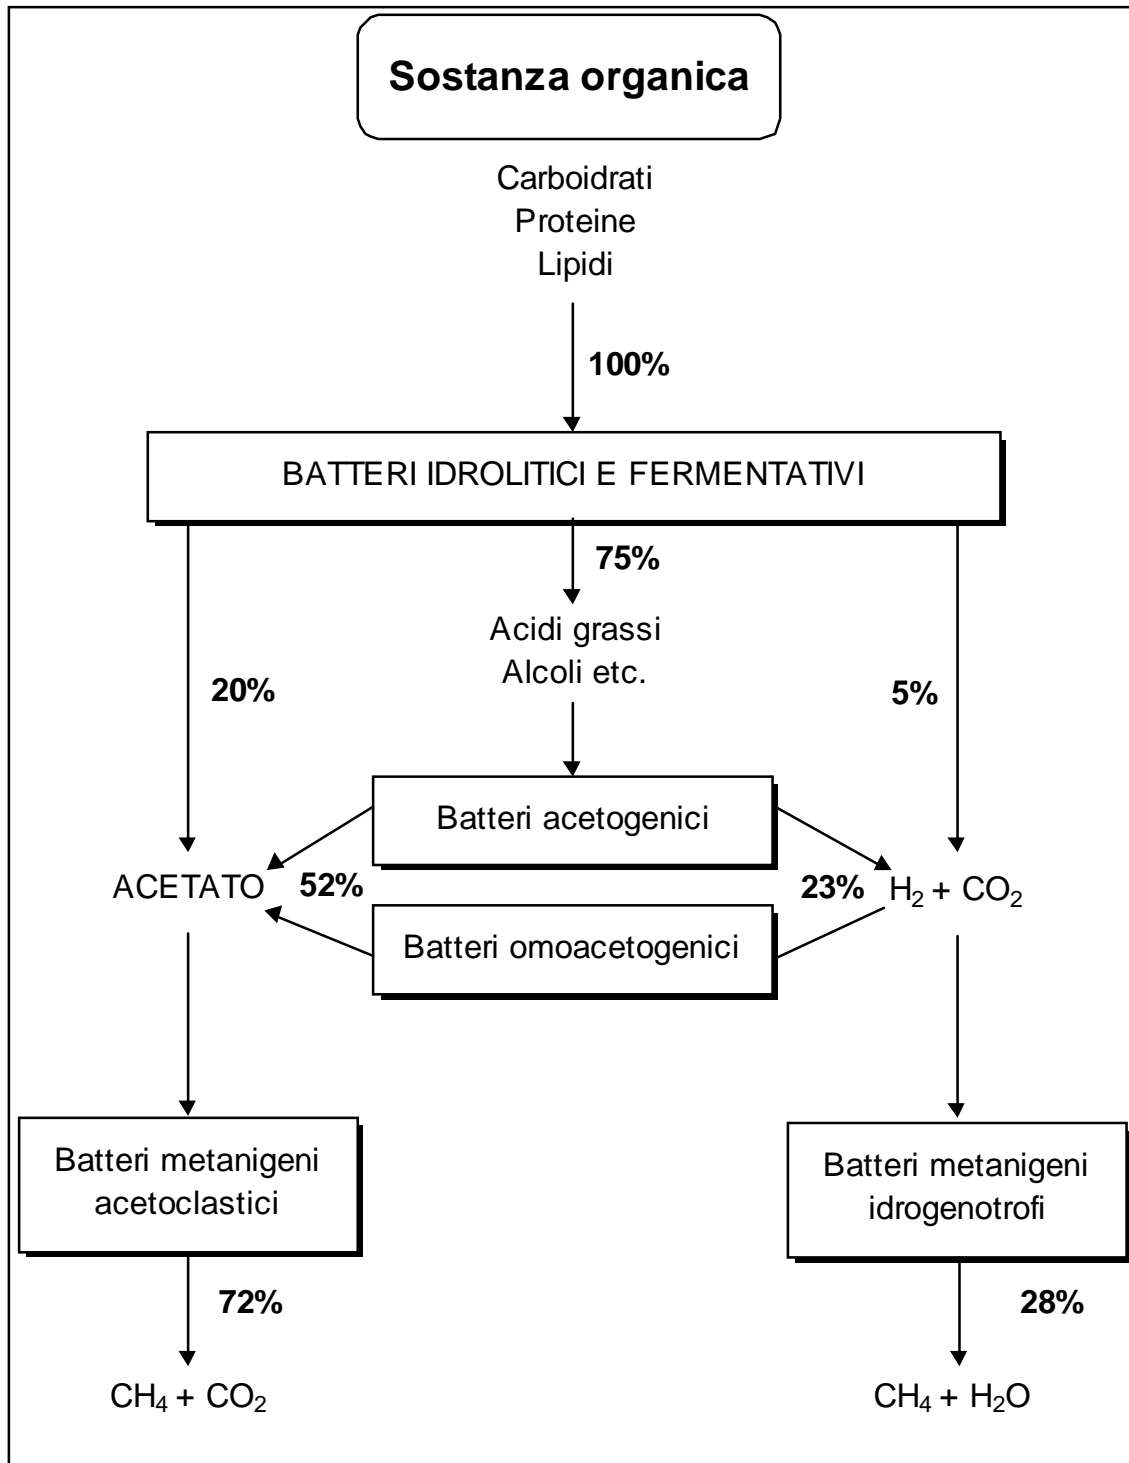 Sostanza organica
Carboidrati
Proteine
Lipidi
100%
BATTERI IDROLITICI E FERMENTATIVI
75%
Acidi grassi
Alcoli etc.
20%
5%
Batteri acetogenici
ACETATO
52%
23%
H₂ + CO₂
Batteri omoacetogenici
Batteri metanigeni
acetoclastici
Batteri metanigeni
idrogenotrofi
72%
28%
CH₄ + CO₂
CH₄ + H₂O